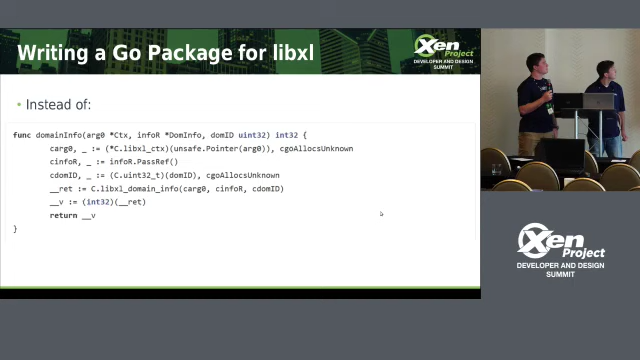 Writing a Go Package for libxl
Xen
Project
DEVELOPER AND DESIGN
SUMMIT
• Instead of:
func domainInfo(arg0 *Ctx, infoR *DomInfo, domID uint32) int32 {
carg0, _ := (*C.libxl_ctx)(unsafe.Pointer(arg0)), cgoAllocsUnknown
cinfoR, _ := infoR.PassRef()
cdomID, _ := (C.uint32_t)(domID), cgoAllocsUnknown
__ret := C.libxl_domain_info(carg0, cinfoR, cdomID)
__v := (int32)(__ret)
return __v
}
Xen
Project
DEVELOPER AND DESIGN
SUMMIT